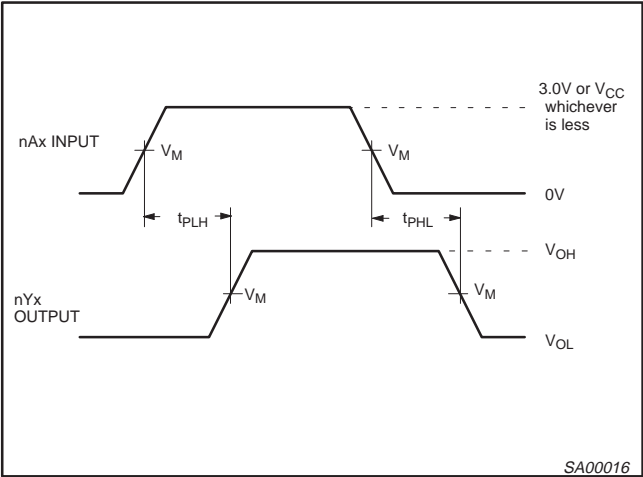 3.0V or VCC
whichever
is less
nAx INPUT
VM
VM
0V
tPLH
tPHL
VOH
nYx
OUTPUT
VM
VM
VOL
SA00016